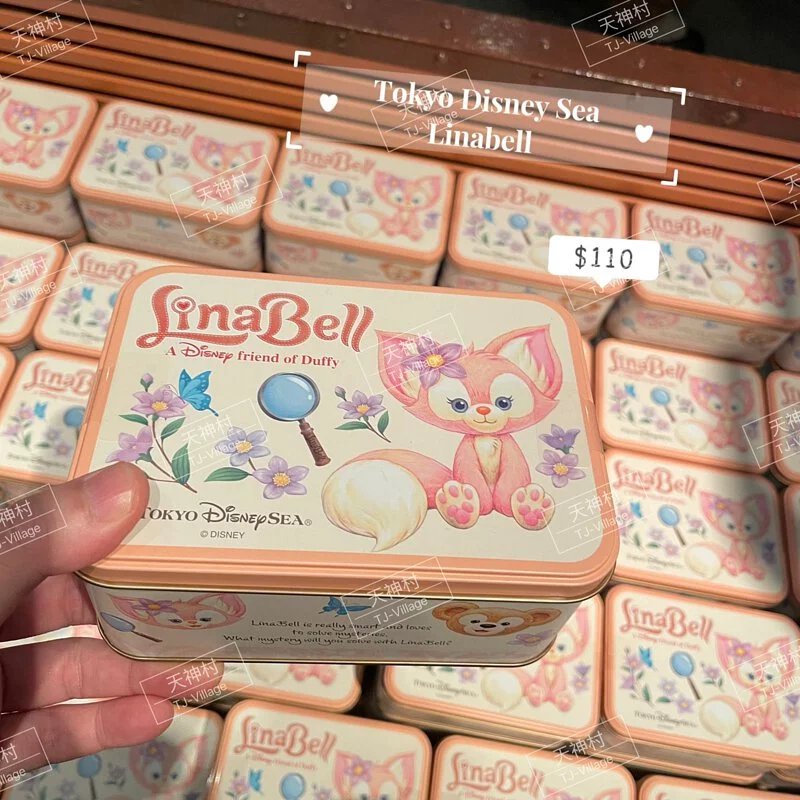 Tokyo Disney Sea
Linabell
$110
LinaBell
A Disney friend of Duffy
TOKYO DISNEYSEA®
© DISNEY
LinaBell is really smart and loves
to solve mysteries.
What mystery will you solve with LinaBell?
天神村
TJ-Village